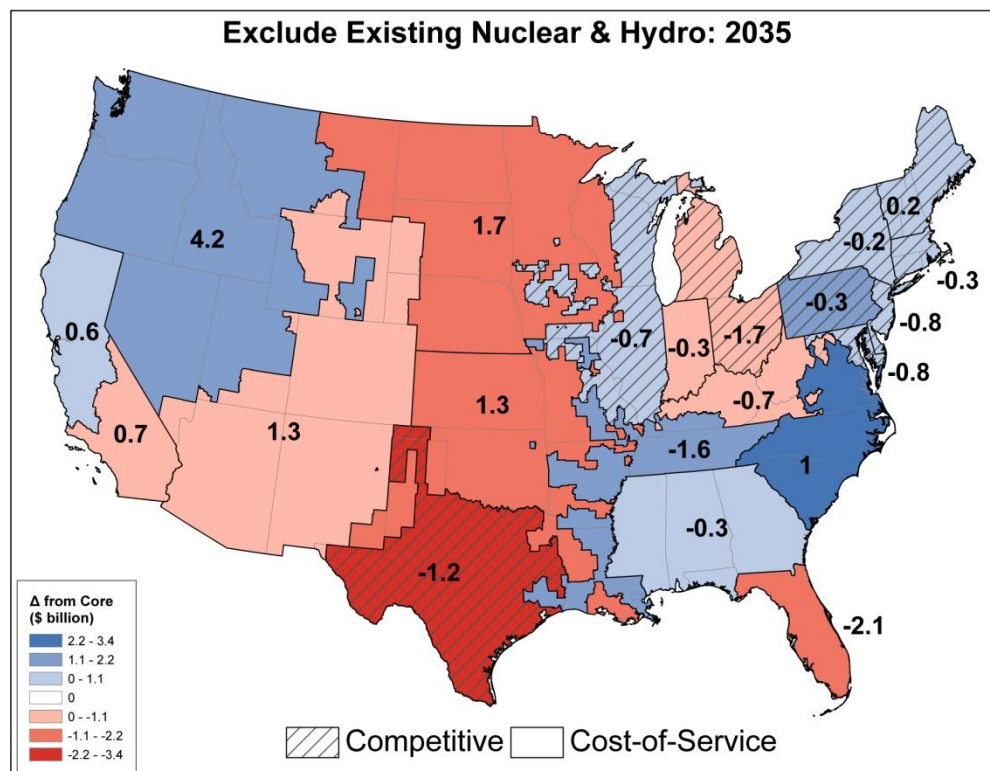 Exclude Existing Nuclear & Hydro: 2035
0.2
1.7
-0.2
4.2
-0.3
-0.3
0.6
-0.7
-0.8
-0.3
-1.7
-0.8
1.3
-0.7
0.7
1.3
-1.6
1
-0.3
-1.2
-2.1
Δ from Core
($ billion)
2.2 - 3.4
1.1 - 2.2
0 - 1.1
0
0 - -1.1
-1.1 - -2.2
-2.2 - -3.4
Competitive
Cost-of-Service